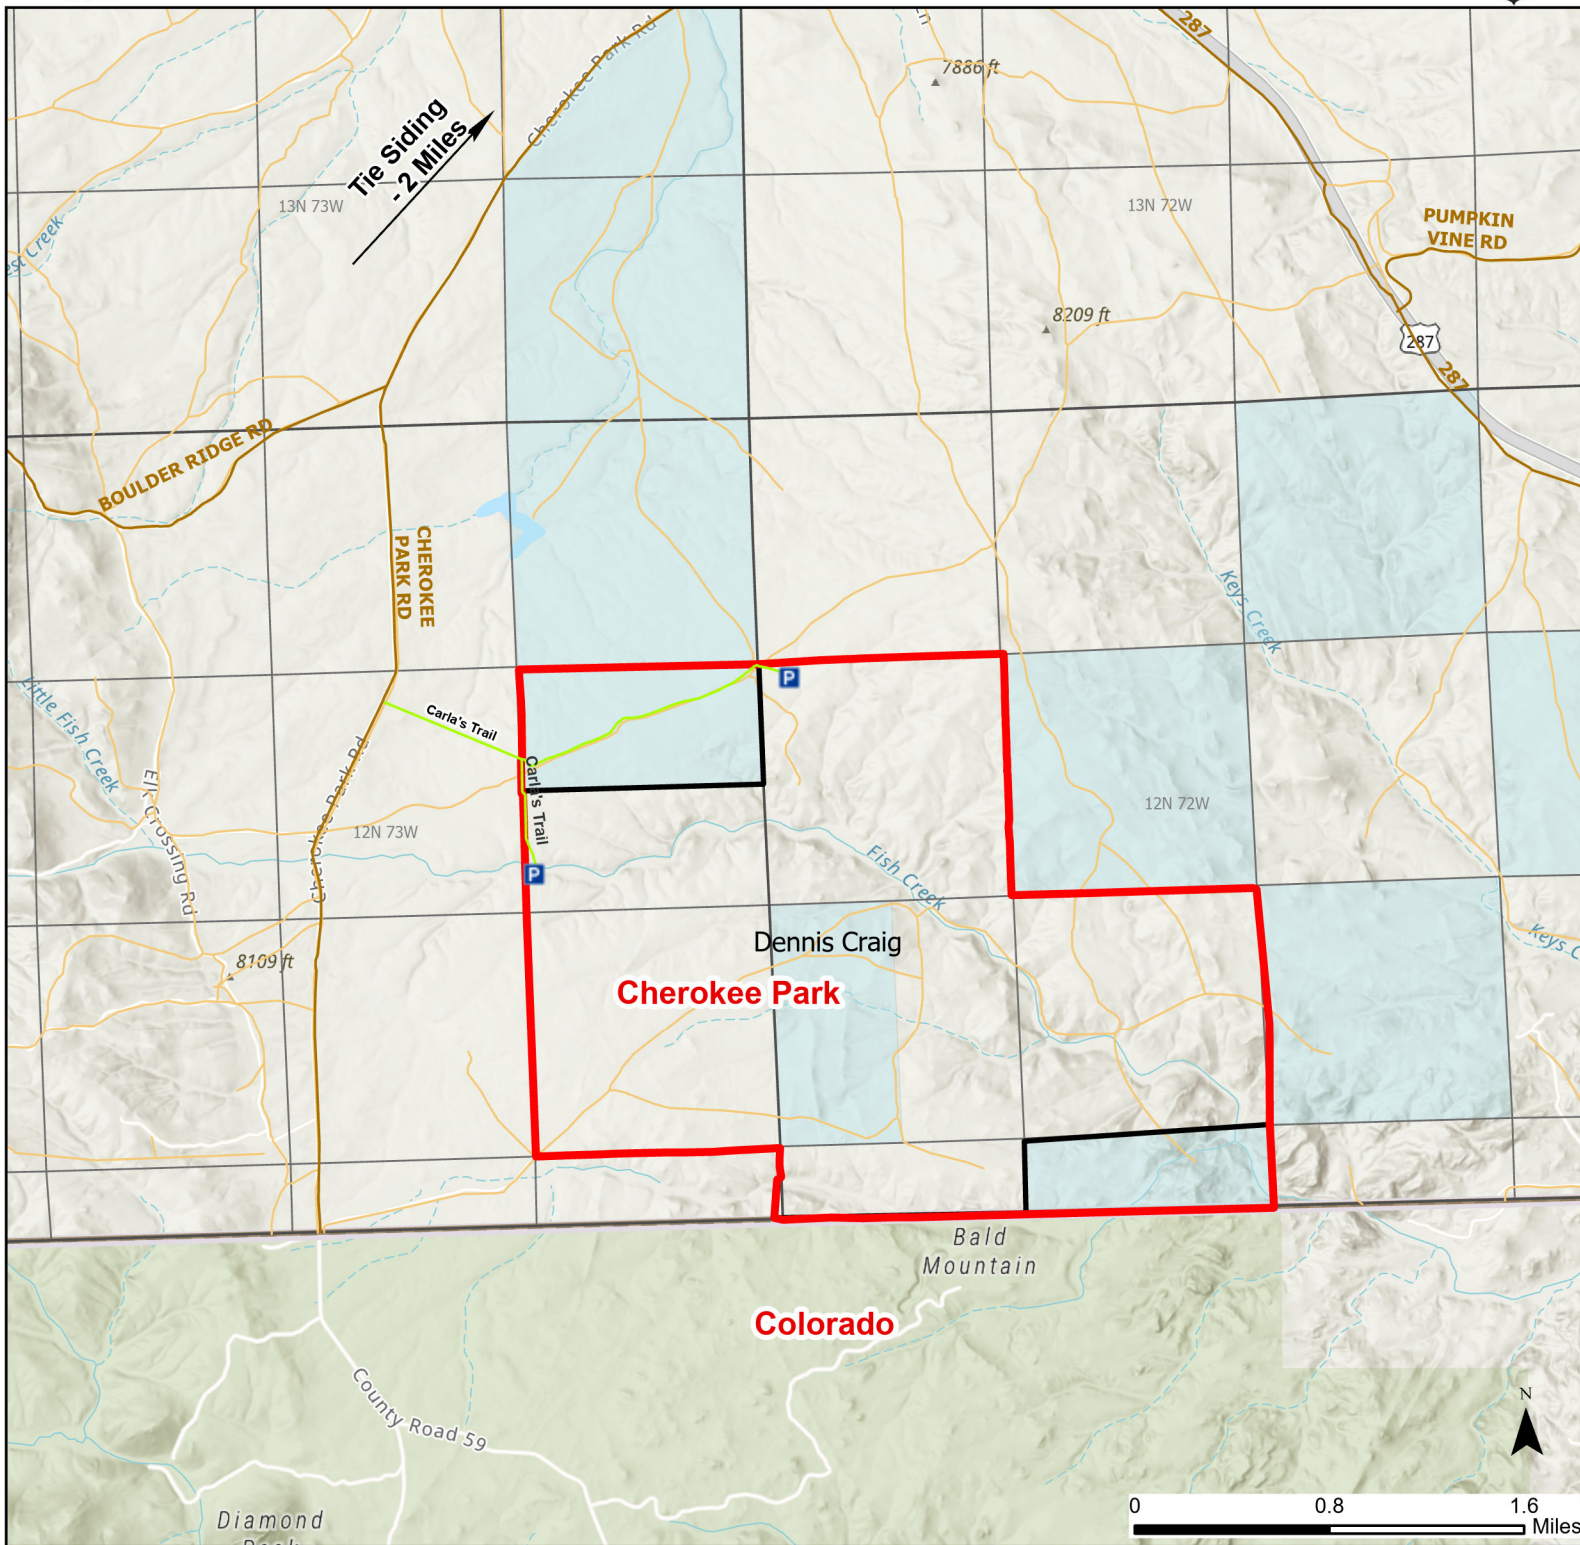 287
Cherokee Park Rd
7886 ft
Tie Siding
- 2 Miles
13N 73W
13N 72W
PUMPKIN
VINE RD
est Creek
8209 ft
287
287
BOULDER RIDGE RD
CHEROKEE
PARK RD
Keys Creek
P
Little Fish Creek
Carla's Trail
Carla's Trail
Elk Crossing Rd
Cherokee Park Rd
12N 73W
12N 72W
Fish Creek
P
Dennis Craig
Keys C
8109 ft
Cherokee Park
Bald
Mountain
Colorado
County Road 59
N
Diamond
0 0.8 1.6
Miles